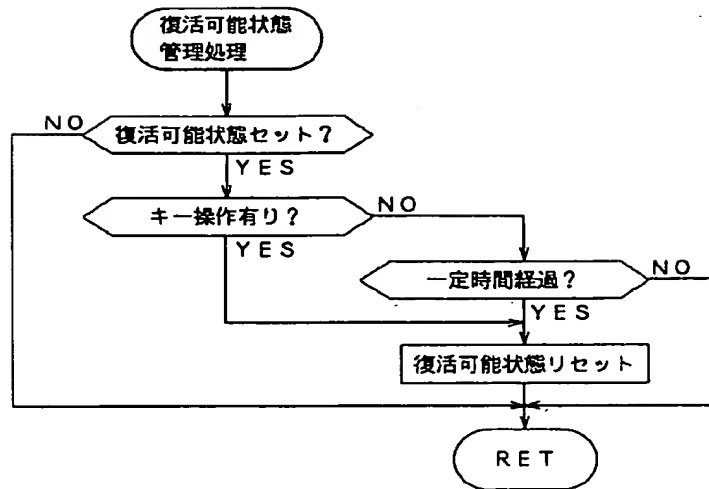 復活可能状態
管理処理
NO
復活可能状態セット？
YES
キー操作有り？
NO
YES
一定時間経過？
NO
YES
復活可能状態リセット
RET